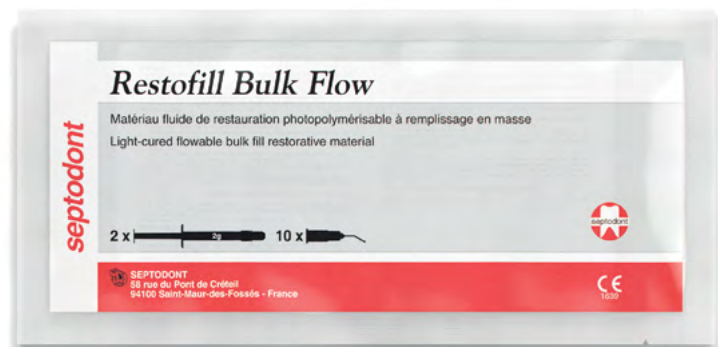 Restofill Bulk Flow
Matériau fluide de restauration photopolymérisable à remplissage en masse
Light-cured flowable bulk fill restorative material
septodont
2 x 2g 10 x
septodont
SEPTODONT
58 rue du Pont de Créteil
94100 Saint-Maur-des-Fossés - France
CE
1639